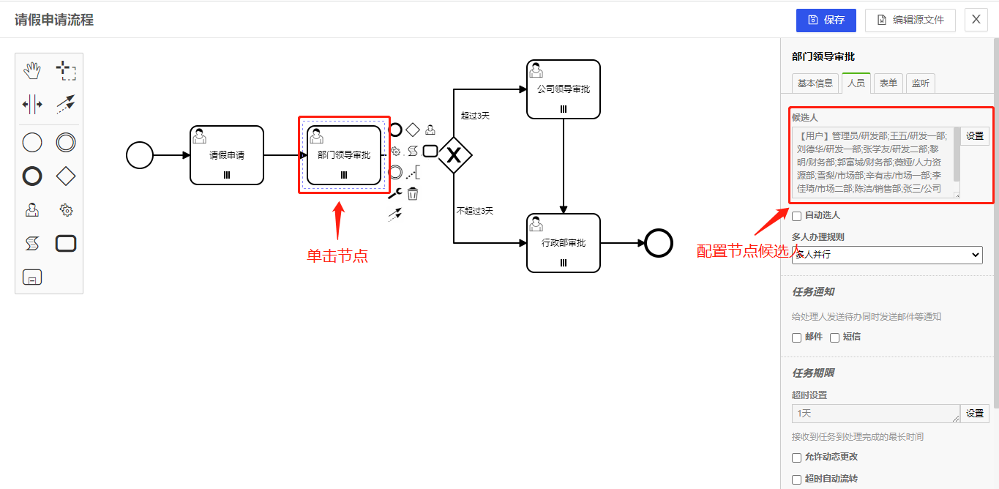 请假申请流程
保存
编辑源文件
X
部门领导审批
基本信息
人员
表单
监听
候选人
【用户】管理员/研发部;王五/研发一部;
刘德华/研发一部;张学友/研发二部;黎
明/财务部;郭富城/财务部;薇娅/人力资
源部;雪梨/市场部;辛有志/市场一部;李
佳琦/市场二部;陈洁/销售部;张三/公司
设置
自动选人
多人办理规则
多人并行
任务通知
给处理人发送待办同时发送邮件等通知
邮件
短信
任务期限
超时设置
1天
设置
接收到任务到处理完成的最长时间
允许动态更改
超时自动流转
请假申请
部门领导审批
超过3天
公司领导审批
不超过3天
行政部审批
单击节点
配置节点候选人